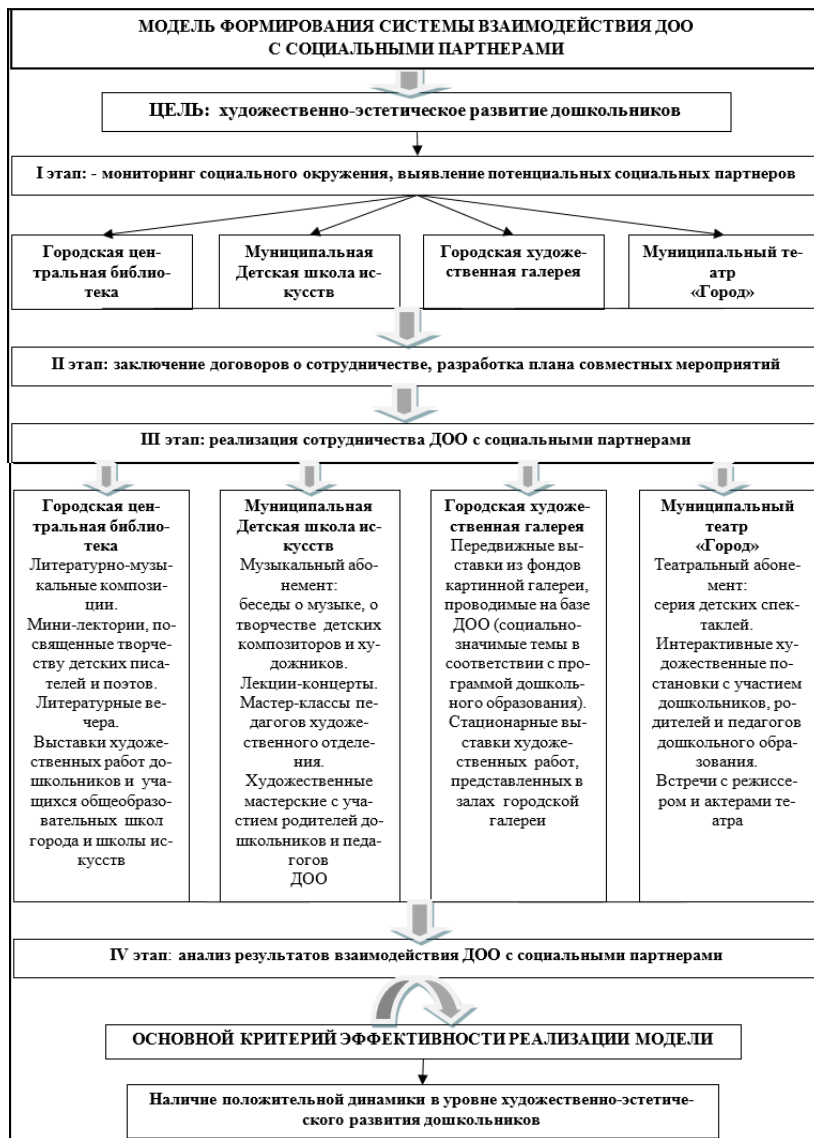 МОДЕЛЬ ФОРМИРОВАНИЯ СИСТЕМЫ ВЗАИМОДЕЙСТВИЯ ДОО
С СОЦИАЛЬНЫМИ ПАРТНЕРАМИ
ЦЕЛЬ: художественно-эстетическое развитие дошкольников
I этап: - мониторинг социального окружения, выявление потенциальных социальных партнеров
Городская цен-
тральная библио-
тека
Муниципальная
Детская школа ис-
кусств
Городская художе-
ственная галерея
Муниципальный те-
атр
«Город»
II этап: заключение договоров о сотрудничестве, разработка плана совместных мероприятий
III этап: реализация сотрудничества ДОО с социальными партнерами
Городская цен-
тральная библио-
тека
Литературно-му-
кальные компози-
ции.
Мини-лектории, по-
священные творче-
ству детских писа-
телей и поэтов.
Литературные ве-
чера.
Выставки художе-
ственных работ до-
школьников и уча-
щихся общеобразо-
вательных школ
города и школы ис-
кусств
Муниципальная
Детская школа ис-
кусств
Музыкальный або-
немент:
беседы о музыке, о
творчестве детских
композиторов и ху-
дожников.
Лекции-концерты.
Мастер-классы пе-
дагогов художе-
ственного отделе-
ния.
Художественные
мастерские с уча-
стием родителей до-
школьников и педа-
гогов
ДОО
Городская художе-
ственная галерея
Передвижные вы-
ставки из фондов
картинной галереи,
проводимые на базе
ДОО (социально-
значимые темы в
соответствии с про-
граммой дошколь-
ного образования).
Стационарные вы-
ставки художе-
ственных работ,
представленных в
залах городской
галереи
Муниципальный
театр
«Город»
Театральный абоне-
мент:
серия детских спек-
таклей.
Интерактивные ху-
дожественные по-
становки с участием
дошкольников, ро-
дителей и педагогов
дошкольного обра-
зования.
Встречи с режиссе-
ром и актерами те-
атра
IV этап: анализ результатов взаимодействия ДОО с социальными партнерами
ОСНОВНОЙ КРИТЕРИЙ ЭФФЕКТИВНОСТИ РЕАЛИЗАЦИИ МОДЕЛИ
Наличие положительной динамики в уровне художественно-эстетиче-
ского развития дошкольников